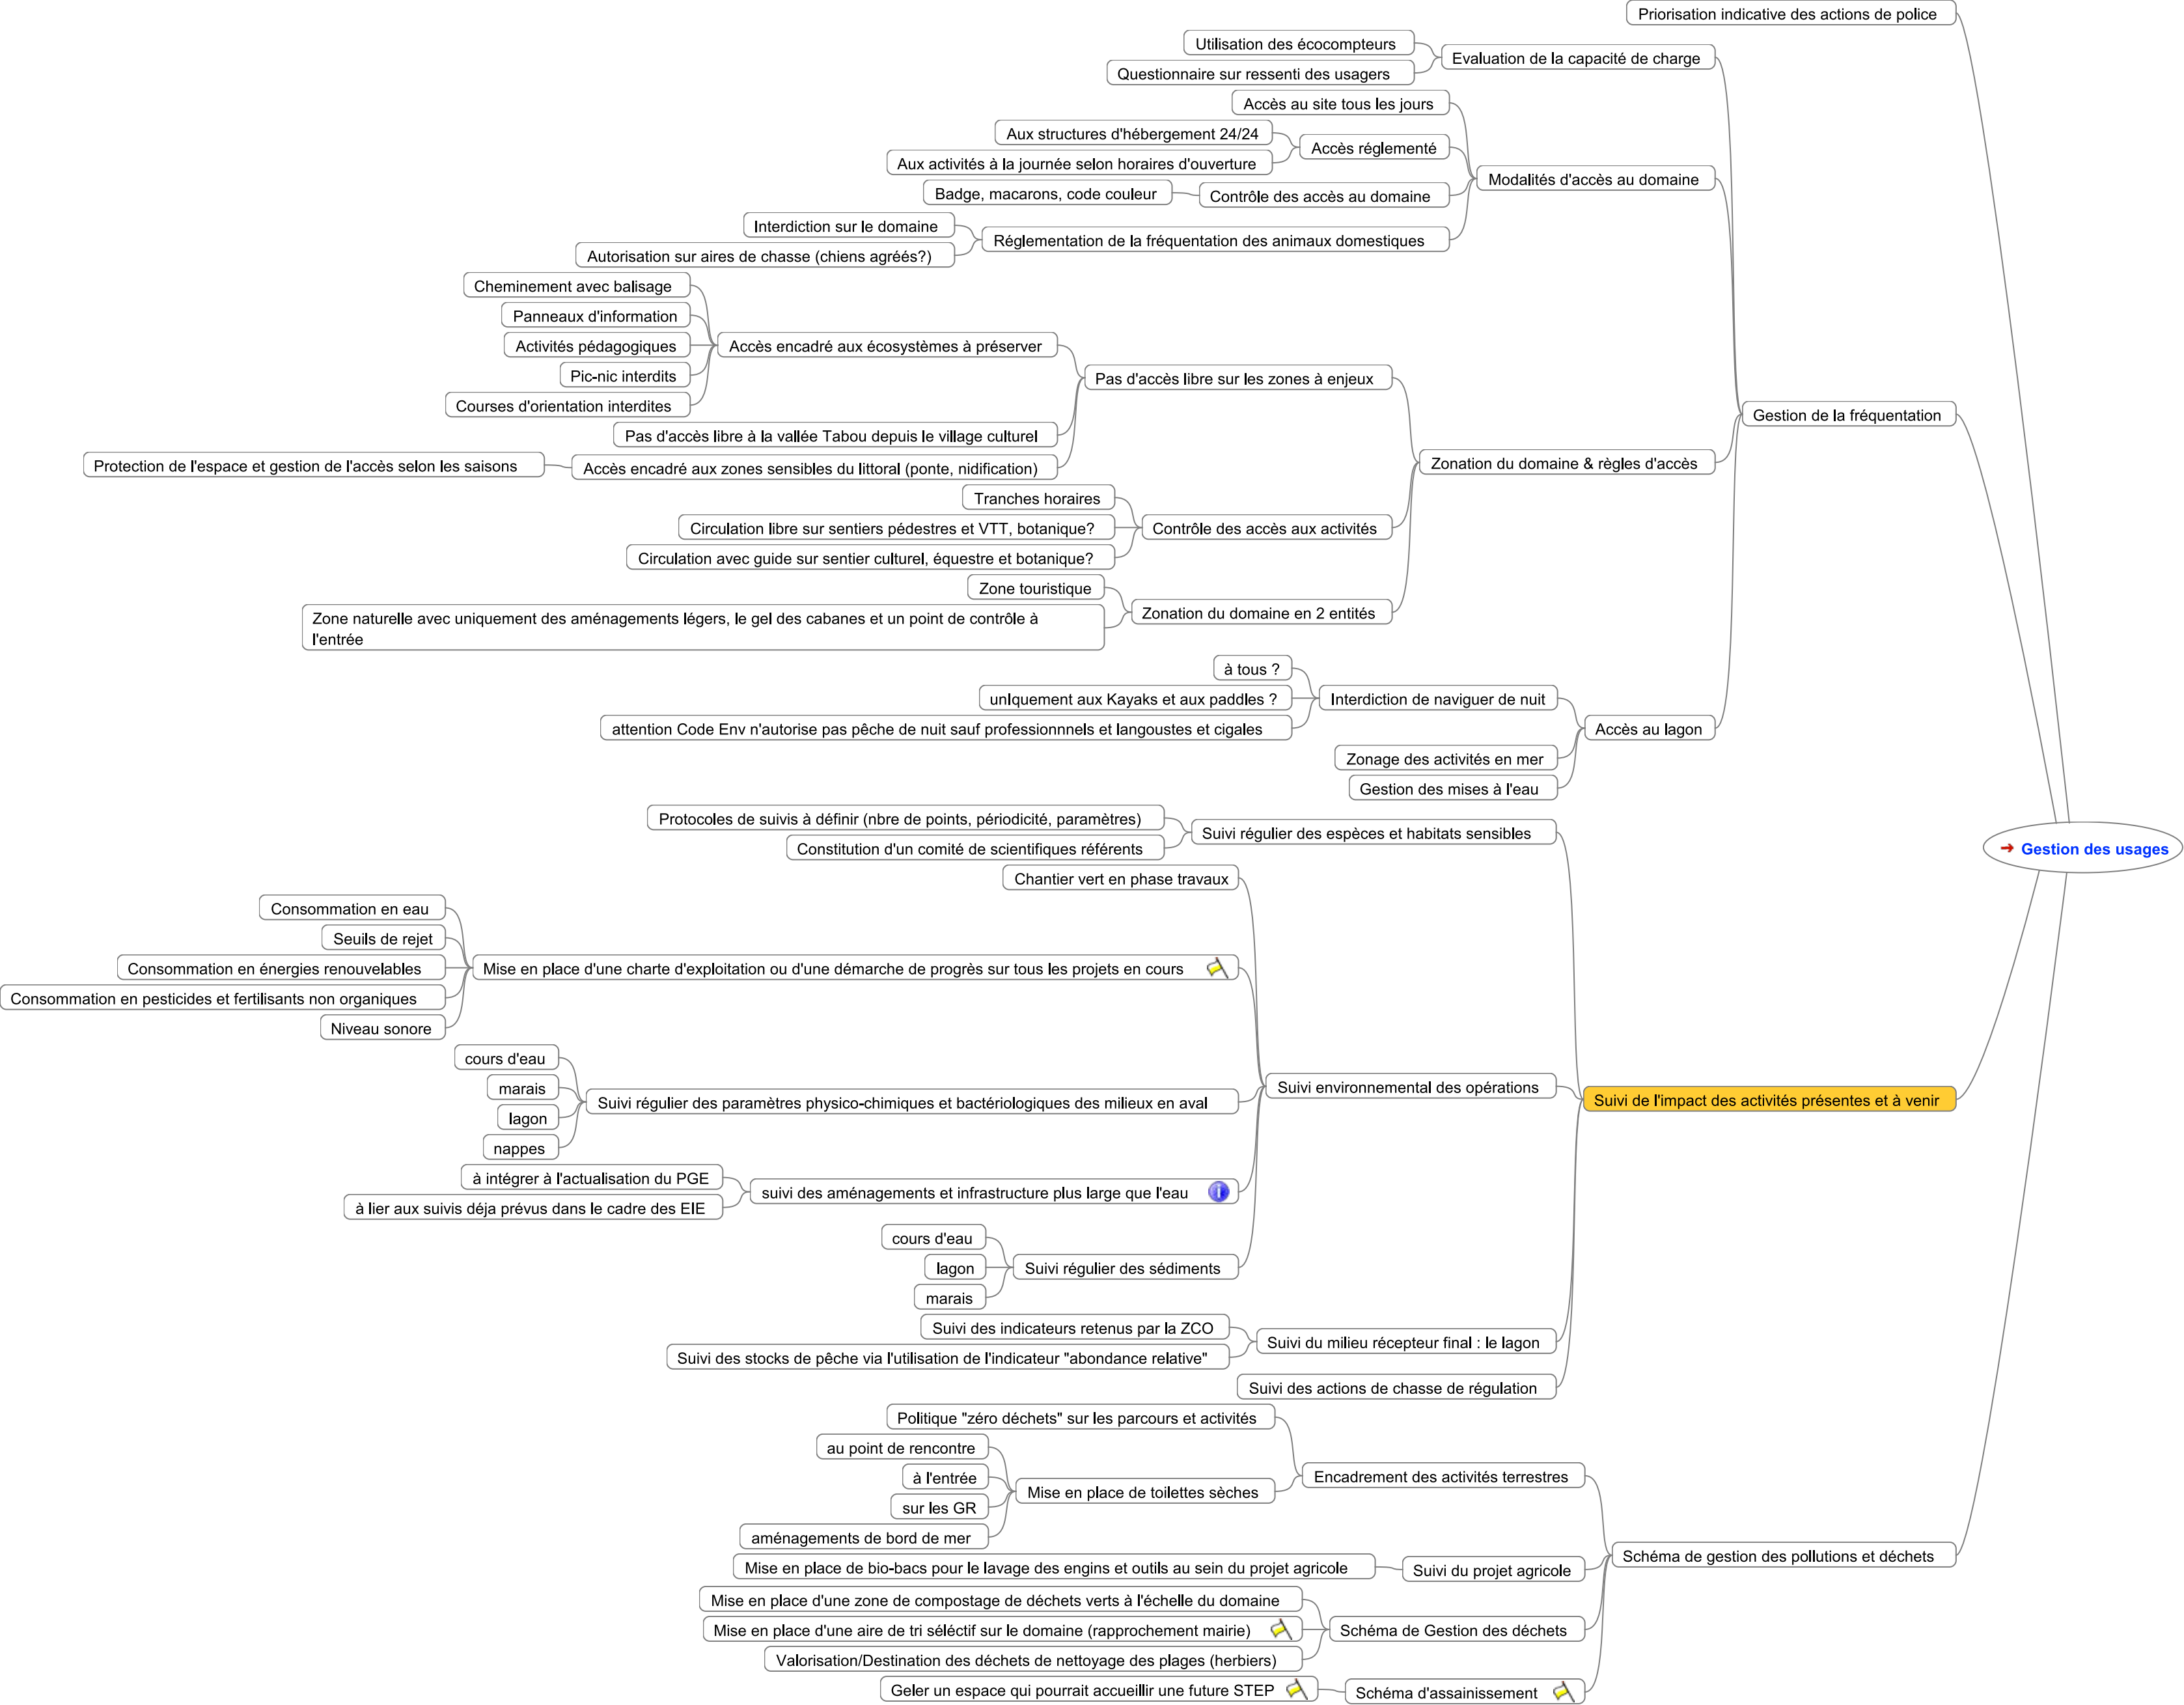 Priorisation indicative des actions de police
Utilisation des écocompteurs
Evaluation de la capacité de charge
Questionnaire sur ressenti des usagers
Accès au site tous les jours
Aux structures d'hébergement 24/24
Accès réglementé
Aux activités à la journée selon horaires d'ouverture
Modalités d'accès au domaine
Badge, macarons, code couleur
Contrôle des accès au domaine
Interdiction sur le domaine
Réglementation de la fréquentation des animaux domestiques
Autorisation sur aires de chasse (chiens agréés?)
Cheminement avec balisage
Panneaux d'information
Activités pédagogiques
Accès encadré aux écosystèmes à préserver
Pic-nic interdits
Pas d'accès libre sur les zones à enjeux
Courses d'orientation interdites
Gestion de la fréquentation
Pas d'accès libre à la vallée Tabou depuis le village culturel
Zonation du domaine & règles d'accès
Protection de l'espace et gestion de l'accès selon les saisons
Accès encadré aux zones sensibles du littoral (ponte, nidification)
Tranches horaires
Circulation libre sur sentiers pédestres et VTT, botanique?
Contrôle des accès aux activités
Circulation avec guide sur sentier culturel, équestre et botanique?
Zone touristique
Zonation du domaine en 2 entités
Zone naturelle avec uniquement des aménagements légers, le gel des cabanes et un point de contrôle à
l'entrée
à tous ?
unIquement aux Kayaks et aux paddles ?
Interdiction de naviguer de nuit
attention Code Env n'autorise pas pêche de nuit sauf professionnnels et langoustes et cigales
Accès au lagon
Zonage des activités en mer
Gestion des mises à l'eau
Protocoles de suivis à définir (nbre de points, périodicité, paramètres)
Suivi régulier des espèces et habitats sensibles
Constitution d'un comité de scientifiques référents
Gestion des usages
Chantier vert en phase travaux
Consommation en eau
Seuils de rejet
Consommation en énergies renouvelables
Mise en place d'une charte d'exploitation ou d'une démarche de progrès sur tous les projets en cours
Consommation en pesticides et fertilisants non organiques
Niveau sonore
cours d'eau
marais
Suivi environnemental des opérations
Suivi régulier des paramètres physico-chimiques et bactériologiques des milieux en aval
Suivi de l'impact des activités présentes et à venir
lagon
nappes
à intégrer à l'actualisation du PGE
suivi des aménagements et infrastructure plus large que l'eau
à lier aux suivis déja prévus dans le cadre des EIE
cours d'eau
lagon
Suivi régulier des sédiments
marais
Suivi des indicateurs retenus par la ZCO
Suivi du milieu récepteur final : le lagon
Suivi des stocks de pêche via l'utilisation de l'indicateur "abondance relative"
Suivi des actions de chasse de régulation
Politique "zéro déchets" sur les parcours et activités
au point de rencontre
à l'entrée
Encadrement des activités terrestres
Mise en place de toilettes sèches
sur les GR
aménagements de bord de mer
Schéma de gestion des pollutions et déchets
Mise en place de bio-bacs pour le lavage des engins et outils au sein du projet agricole
Suivi du projet agricole
Mise en place d'une zone de compostage de déchets verts à l'échelle du domaine
Mise en place d'une aire de tri séléctif sur le domaine (rapprochement mairie)
Schéma de Gestion des déchets
Valorisation/Destination des déchets de nettoyage des plages (herbiers)
Geler un espace qui pourrait accueillir une future STEP
Schéma d'assainissement